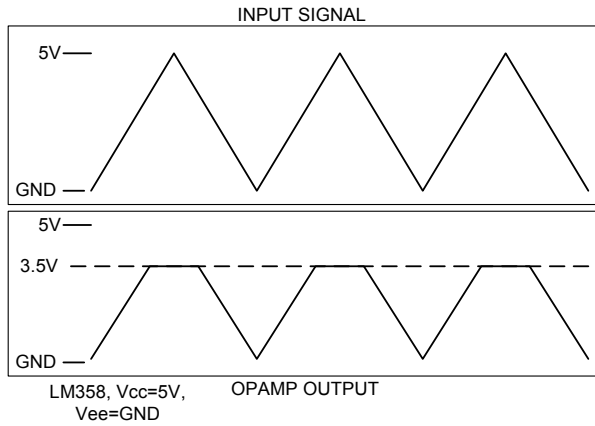 INPUT SIGNAL
5V
GND
5V
3.5V
GND
LM358, Vcc=5V,
Vee=GND
OPAMP OUTPUT